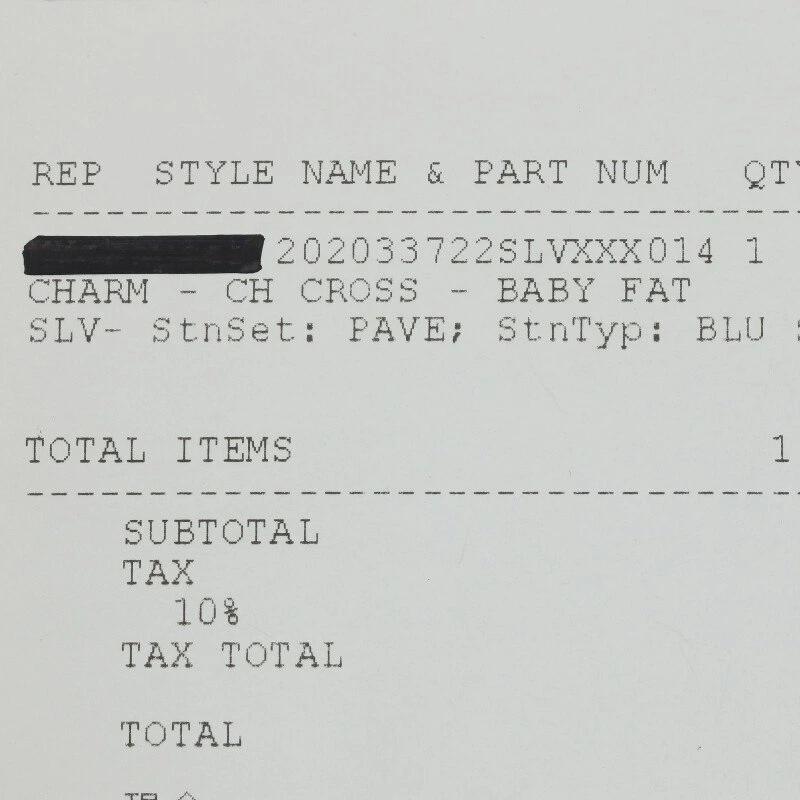 REP STYLE NAME & PART NUM QTY
202033722SLVXXX014 1
CHARM - CH CROSS - BABY FAT
SLV- StnSet: PAVE; StnTyp: BLU
TOTAL ITEMS 1
SUBTOTAL
TAX
10%
TAX TOTAL
TOTAL